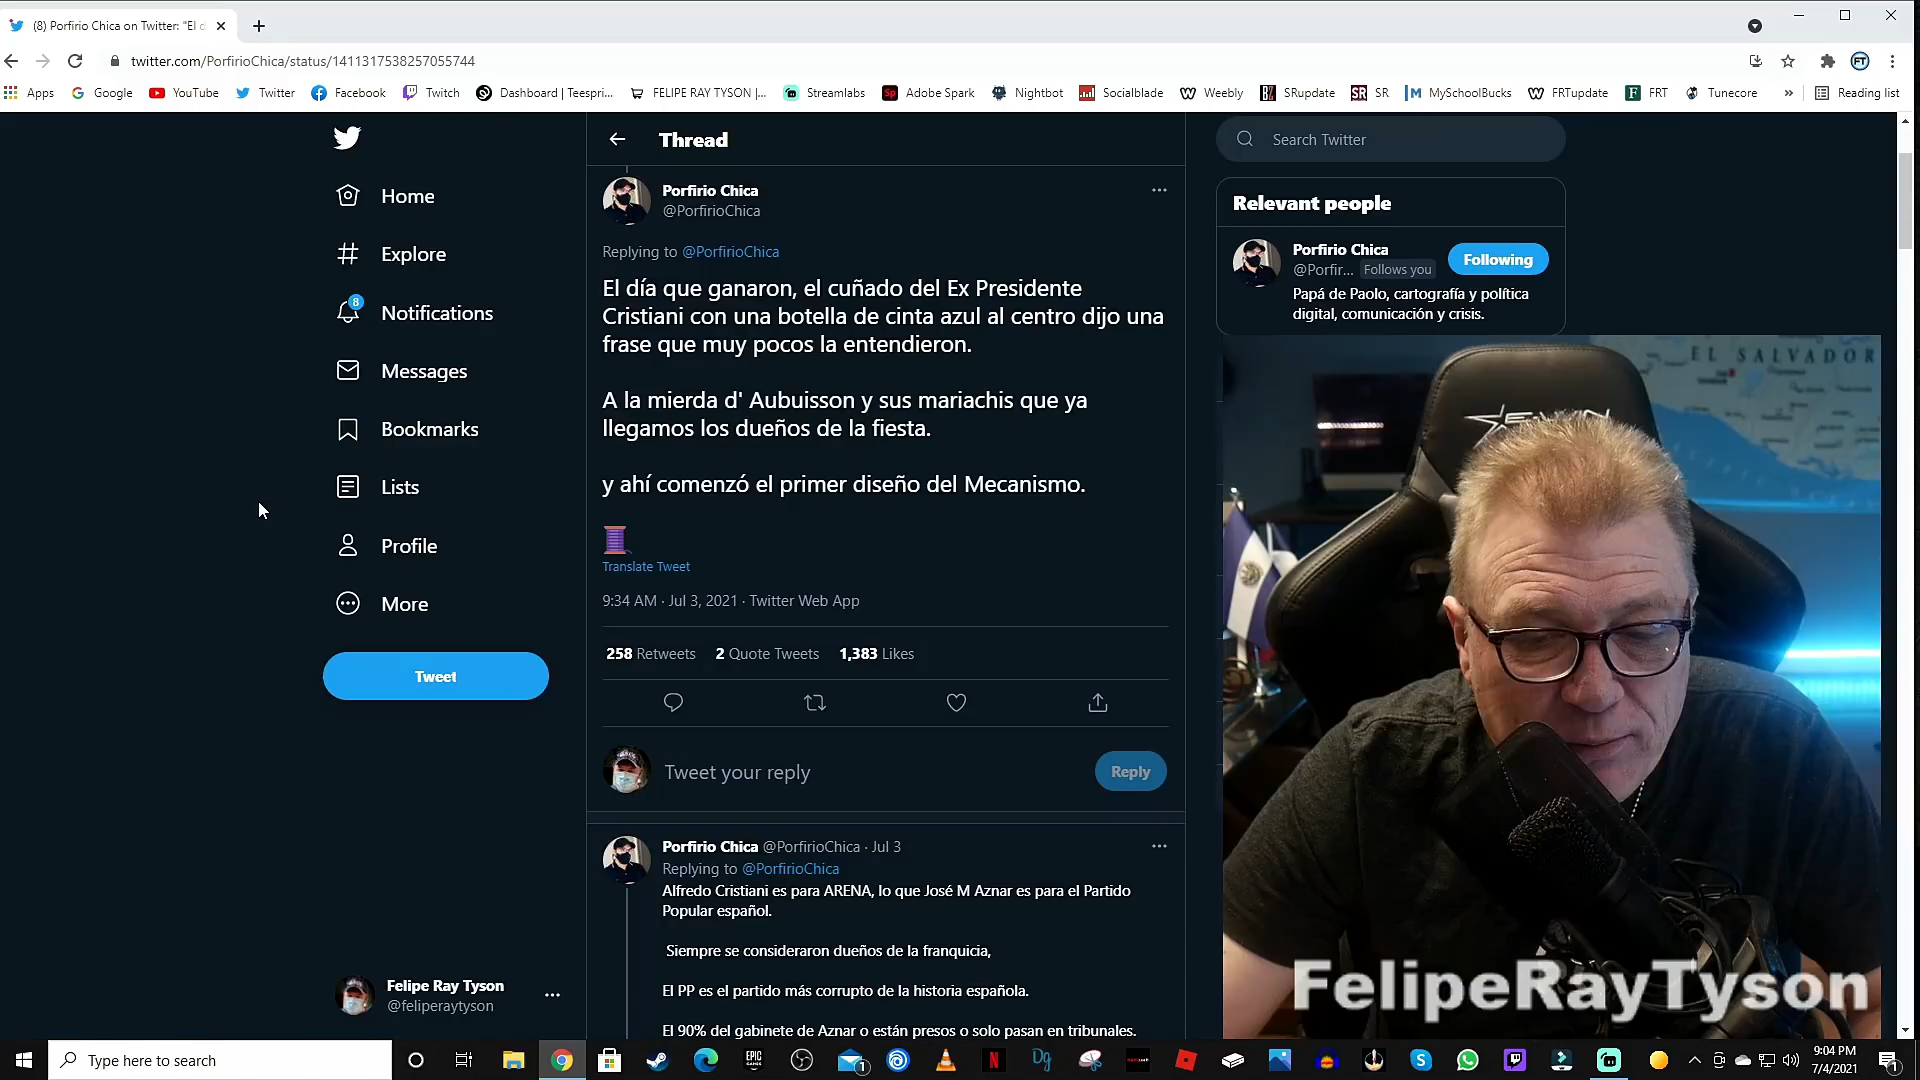 (8) Porfirio Chica on Twitter: "El d
twitter.com/PorfirioChica/status/1411317538257055744
Apps
Google
YouTube
Twitter
Facebook
Twitch
Dashboard | Teespri...
FELIPE RAY TYSON |...
Streamlabs
Adobe Spark
Nightbot
Socialblade
Weebly
SRupdate
SR
MySchoolBucks
FRTupdate
FRT
Tunecore
»
Reading list
Home
Explore
8
Notifications
Messages
Bookmarks
Lists
Profile
More
Tweet
Felipe Ray Tyson
@feliperaytyson
Thread
Porfirio Chica
@PorfirioChica
Replying to @PorfirioChica
El día que ganaron, el cuñado del Ex Presidente
Cristiani con una botella de cinta azul al centro dijo una
frase que muy pocos la entendieron.
A la mierda d' Aubuisson y sus mariachis que ya
llegamos los dueños de la fiesta.
y ahí comenzó el primer diseño del Mecanismo.
Translate Tweet
9:34 AM · Jul 3, 2021 · Twitter Web App
258 Retweets 2 Quote Tweets 1,383 Likes
Tweet your reply
Reply
Porfirio Chica @PorfirioChica · Jul 3
Replying to @PorfirioChica
Alfredo Cristiani es para ARENA, lo que José M Aznar es para el Partido
Popular español.
Siempre se consideraron dueños de la franquicia,
El PP es el partido más corrupto de la historia española.
El 90% del gabinete de Aznar o están presos o solo pasan en tribunales.
Search Twitter
Relevant people
Porfirio Chica
@Porfir... Follows you
Following
Papá de Paolo, cartografía y política
digital, comunicación y crisis.
EL SALVADOR
FelipeRayTyson
Type here to search
9:04 PM
7/4/2021